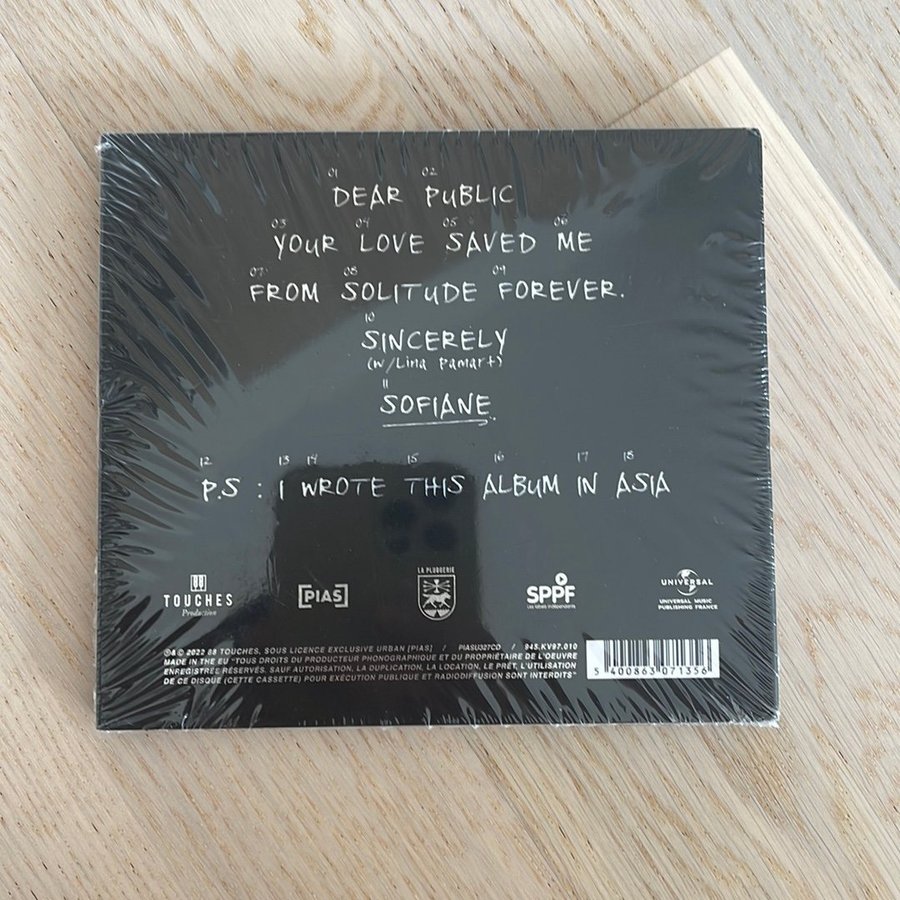 01 02
DEAR PUBLIC
03 04 05 06
YOUR LOVE SAVED ME
07 08 09
FROM SOLITUDE FOREVER.
10
SINCERELY
(w/Lina Pamart)
11
SOFIANE
12 13 14 15 16 17 18
P.S : I WROTE THIS ALBUM IN ASIA
88
TOUCHES
Production
[PIAS]
LA PLUGUERIE
SPPF
Les labels indépendants
UNIVERSAL
UNIVERSAL MUSIC
PUBLISHING FRANCE
℗&© 2022 88 TOUCHES, SOUS LICENCE EXCLUSIVE URBAN [PIAS] / PIASU327CD / 945.KV97.010
MADE IN THE EU "TOUS DROITS DU PRODUCTEUR PHONOGRAPHIQUE ET DU PROPRIÉTAIRE DE L'OEUVRE
ENREGISTRÉE RÉSERVÉS. SAUF AUTORISATION, LA DUPLICATION, LA LOCATION, LE PRÊT, L'UTILISATION
DE CE DISQUE (CETTE CASSETTE) POUR EXÉCUTION PUBLIQUE ET RADIODIFFUSION SONT INTERDITS"
5 400863 071356